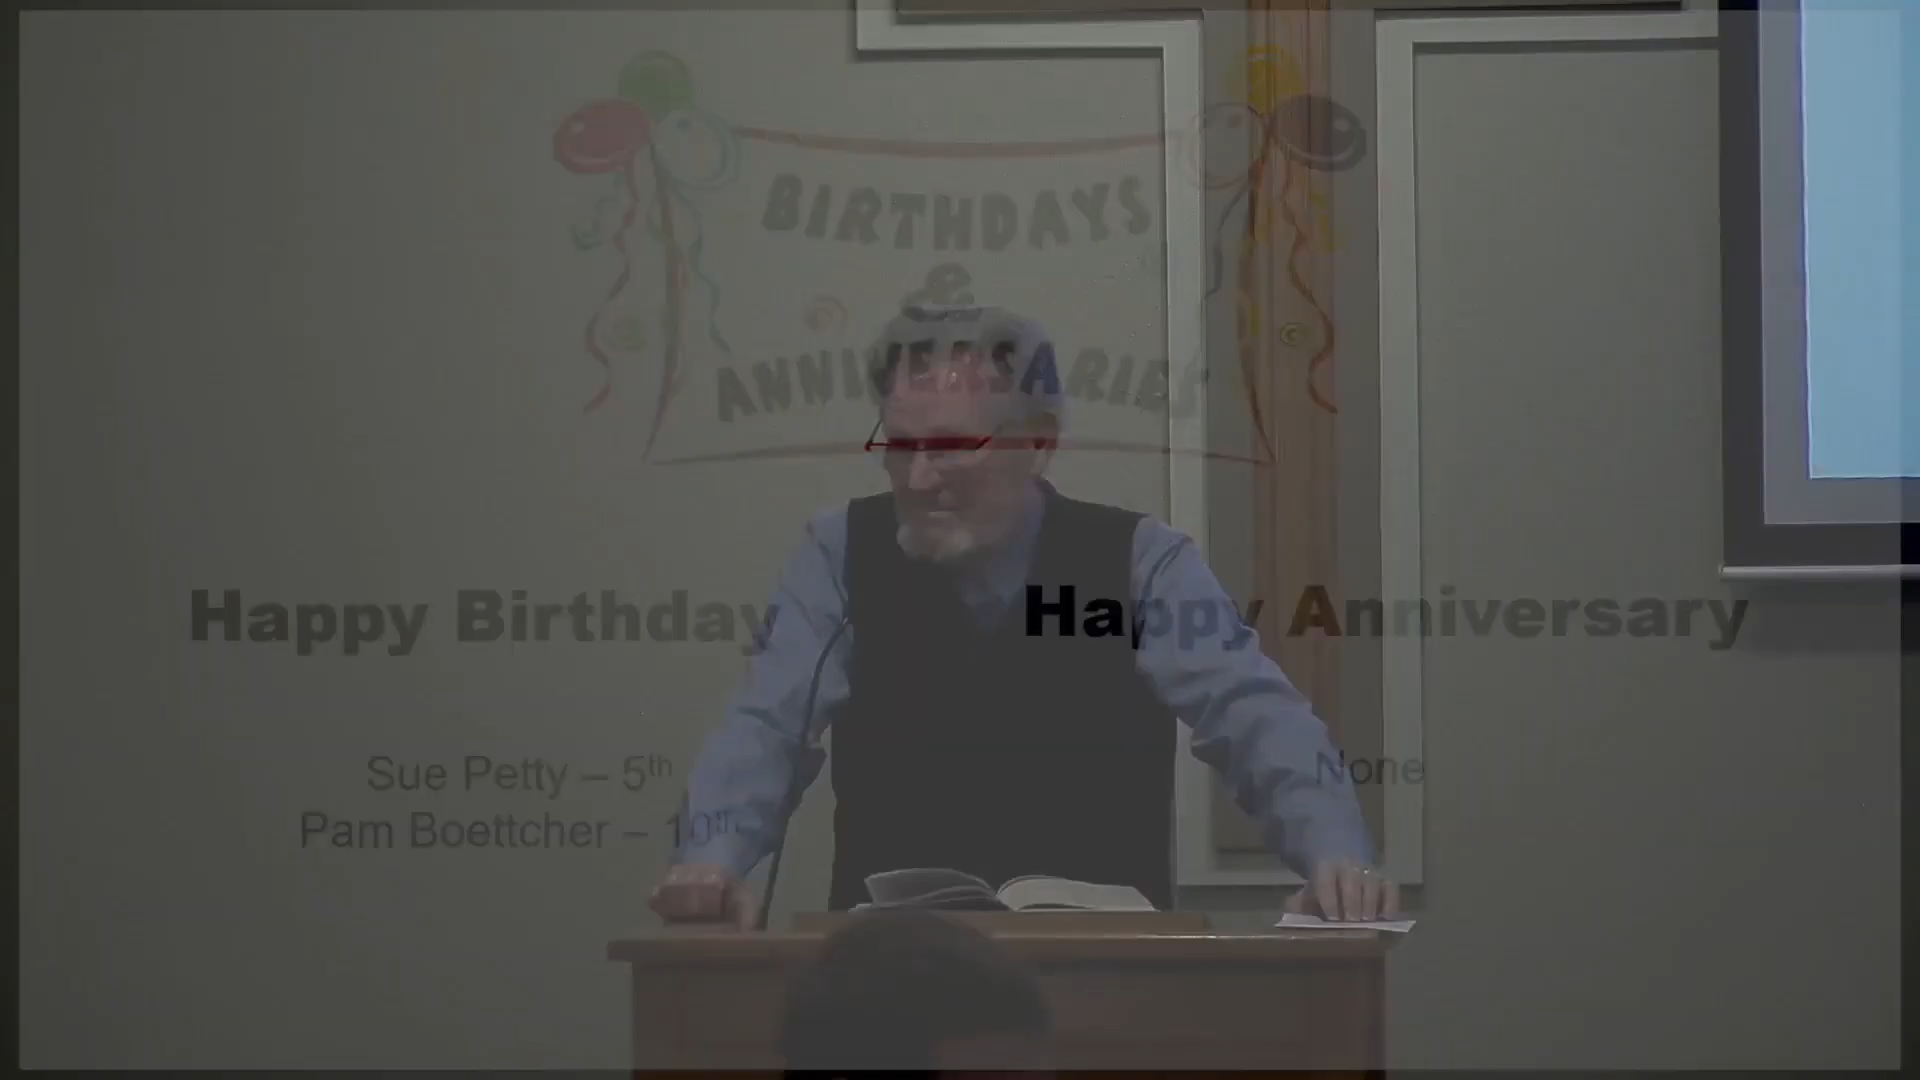 BIRTHDAYS
&
ANNIVERSARIES
Happy Birthday
Happy Anniversary
Sue Petty – 5th
None
Pam Boettcher – 10th